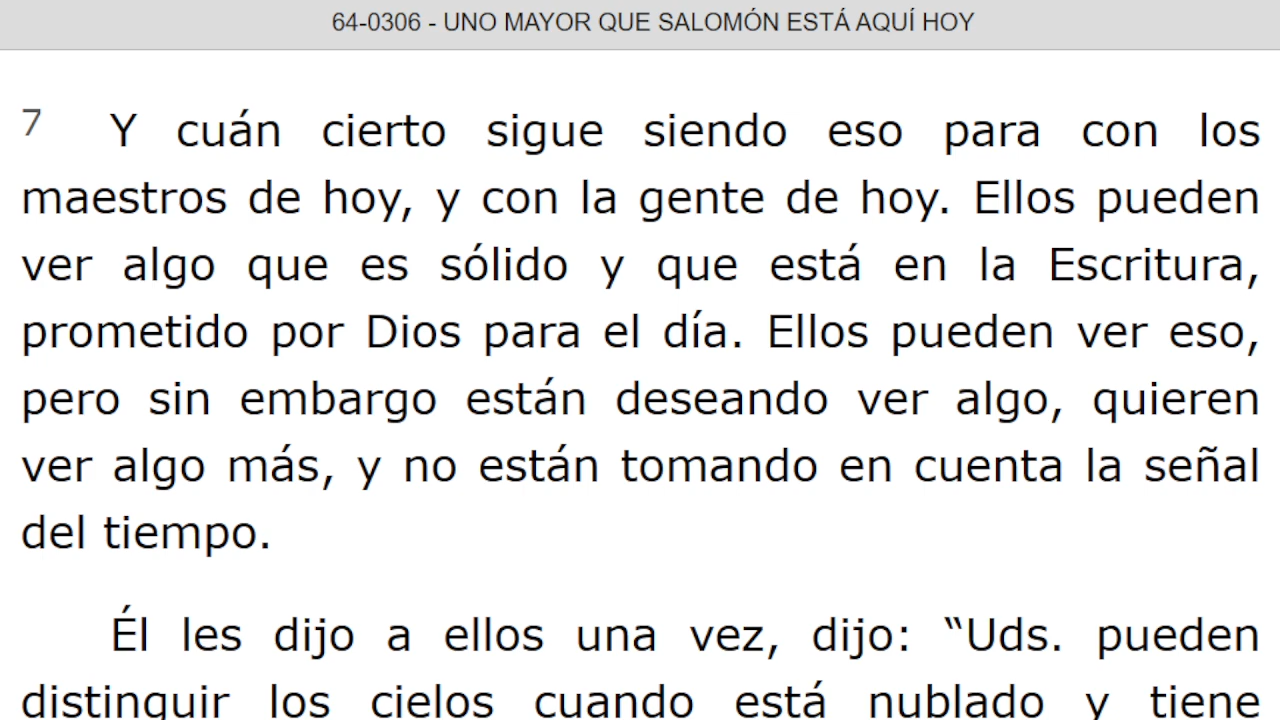 64-0306 - UNO MAYOR QUE SALOMÓN ESTÁ AQUÍ HOY
7 Y cuán cierto sigue siendo eso para con los
maestros de hoy, y con la gente de hoy. Ellos pueden
ver algo que es sólido y que está en la Escritura,
prometido por Dios para el día. Ellos pueden ver eso,
pero sin embargo están deseando ver algo, quieren
ver algo más, y no están tomando en cuenta la señal
del tiempo.
Él les dijo a ellos una vez, dijo: “Uds. pueden
distinguir los cielos cuando está nublado y tiene